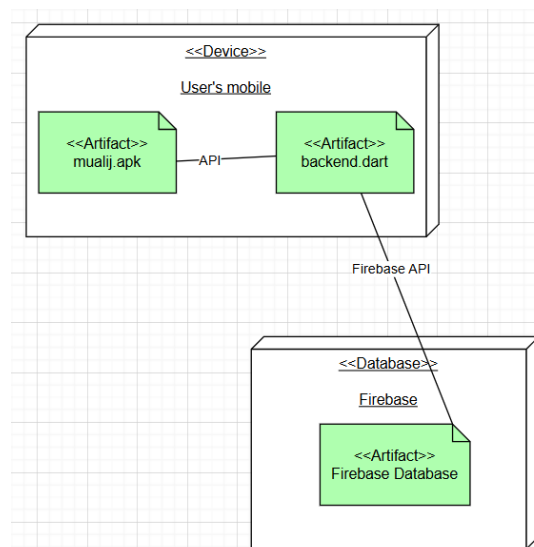 <<Device>>
User's mobile
<<Artifact>>
mualij.apk
API
<<Artifact>>
backend.dart
Firebase API
<<Database>>
Firebase
<<Artifact>>
Firebase Database